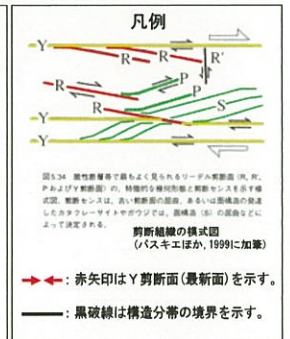 凡例
Y
R
R
R'
R
P
P
R
S
Y
Y
図5.34 脆性断層帯で最もよく見られるリーデル剪断面(R, R',
PおよびY剪断面)の、特徴的な幾何形態と剪断センスを示す模
式図。剪断センスは、古い剪断面の屈曲、あるいは面構造の発達
したカタクレーサイトやガウジでは、面構造(S)の屈曲などに
よって決定される。
剪断組織の模式図
(パスキエほか, 1999に加筆)
: 赤矢印はY剪断面(最新面)を示す。
: 黒破線は構造分帯の境界を示す。